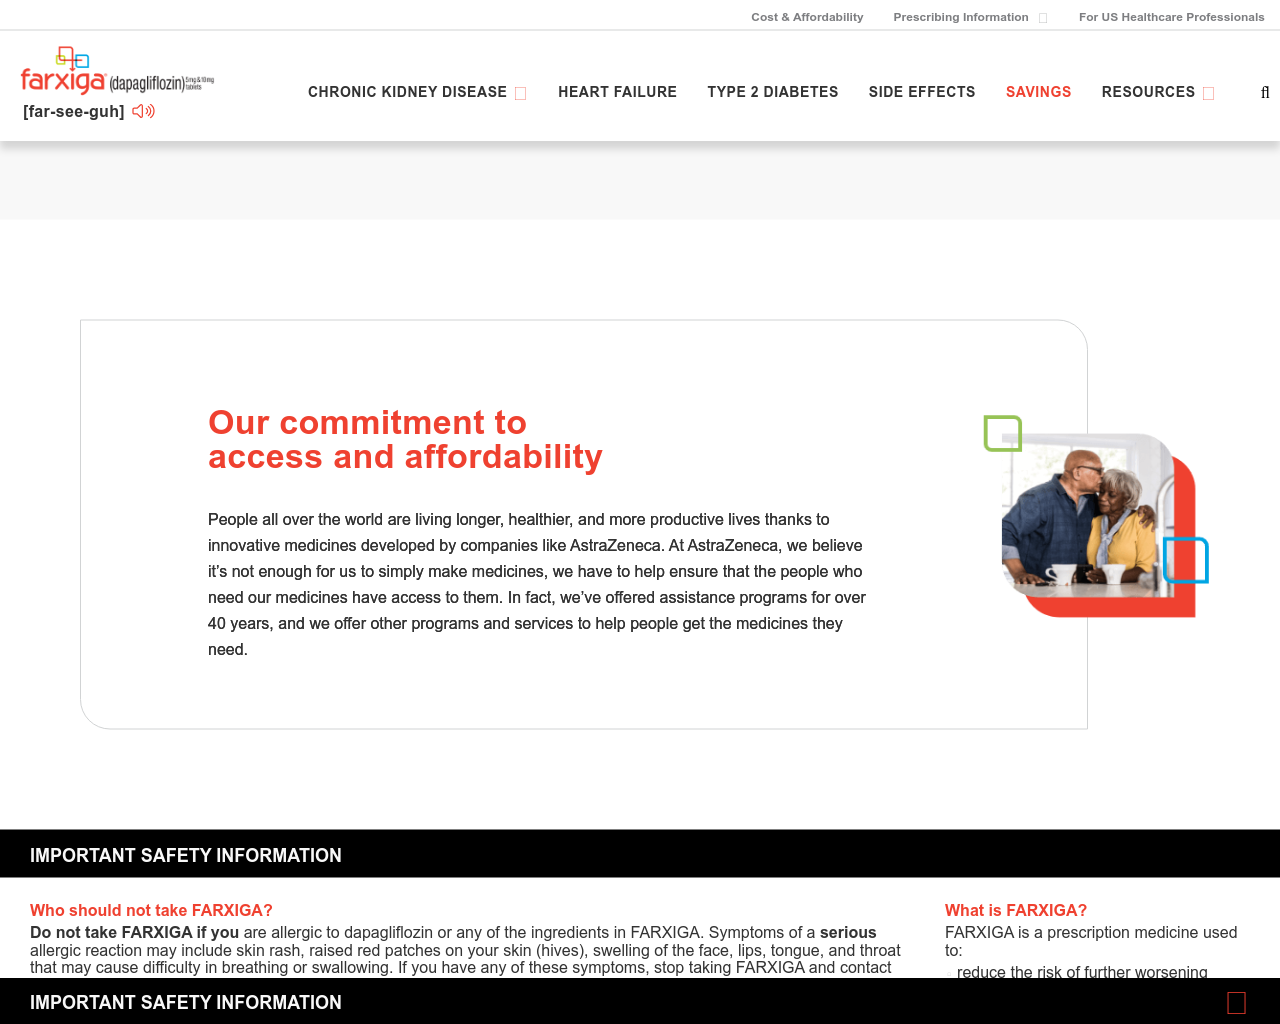 Cost & Affordability
Prescribing Information
For US Healthcare Professionals
farxiga® (dapagliflozin) 5 mg & 10 mg tablets
[far-see-guh]
CHRONIC KIDNEY DISEASE
HEART FAILURE
TYPE 2 DIABETES
SIDE EFFECTS
SAVINGS
RESOURCES
Our commitment to
access and affordability
People all over the world are living longer, healthier, and more productive lives thanks to
innovative medicines developed by companies like AstraZeneca. At AstraZeneca, we believe
it’s not enough for us to simply make medicines, we have to help ensure that the people who
need our medicines have access to them. In fact, we’ve offered assistance programs for over
40 years, and we offer other programs and services to help people get the medicines they
need.
IMPORTANT SAFETY INFORMATION
Who should not take FARXIGA?
Do not take FARXIGA if you are allergic to dapagliflozin or any of the ingredients in FARXIGA. Symptoms of a serious
allergic reaction may include skin rash, raised red patches on your skin (hives), swelling of the face, lips, tongue, and throat
that may cause difficulty in breathing or swallowing. If you have any of these symptoms, stop taking FARXIGA and contact
What is FARXIGA?
FARXIGA is a prescription medicine used
to:
reduce the risk of further worsening
IMPORTANT SAFETY INFORMATION